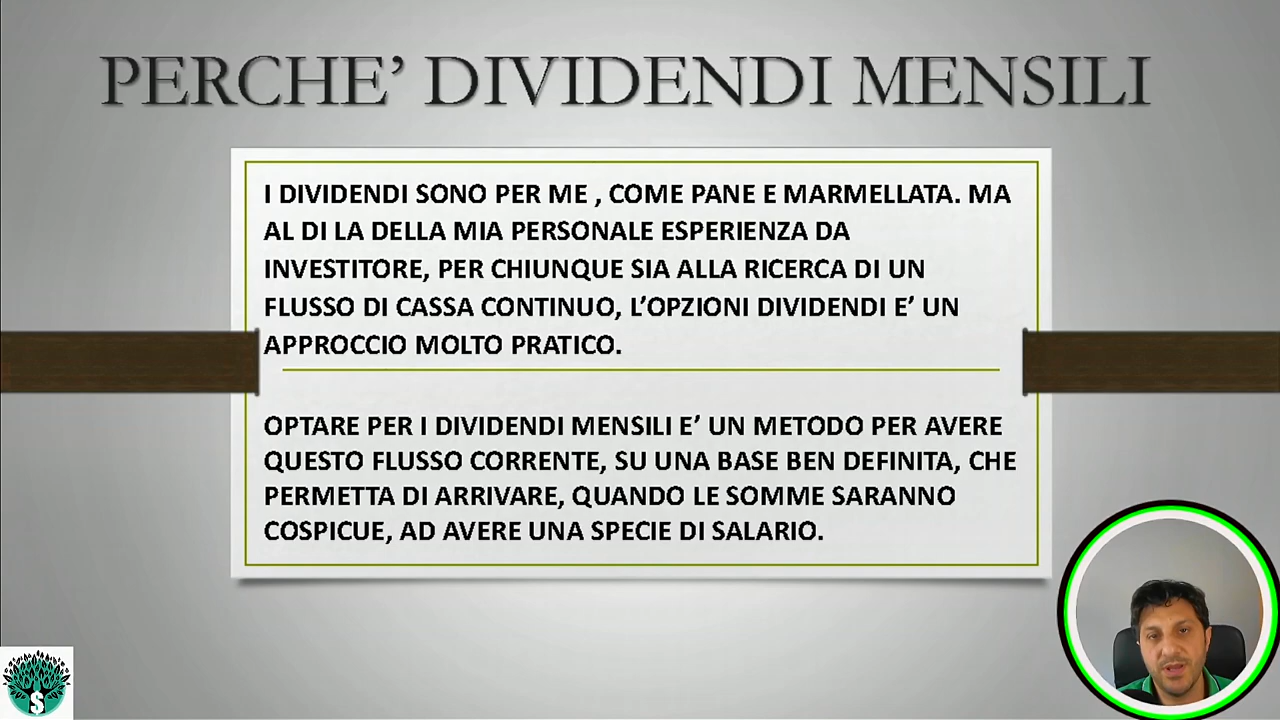 PERCHE’ DIVIDENDI MENSILI
I DIVIDENDI SONO PER ME , COME PANE E MARMELLATA. MA
AL DI LA DELLA MIA PERSONALE ESPERIENZA DA
INVESTITORE, PER CHIUNQUE SIA ALLA RICERCA DI UN
FLUSSO DI CASSA CONTINUO, L’OPZIONI DIVIDENDI E’ UN
APPROCCIO MOLTO PRATICO.
OPTARE PER I DIVIDENDI MENSILI E’ UN METODO PER AVERE
QUESTO FLUSSO CORRENTE, SU UNA BASE BEN DEFINITA, CHE
PERMETTA DI ARRIVARE, QUANDO LE SOMME SARANNO
COSPICUE, AD AVERE UNA SPECIE DI SALARIO.
$